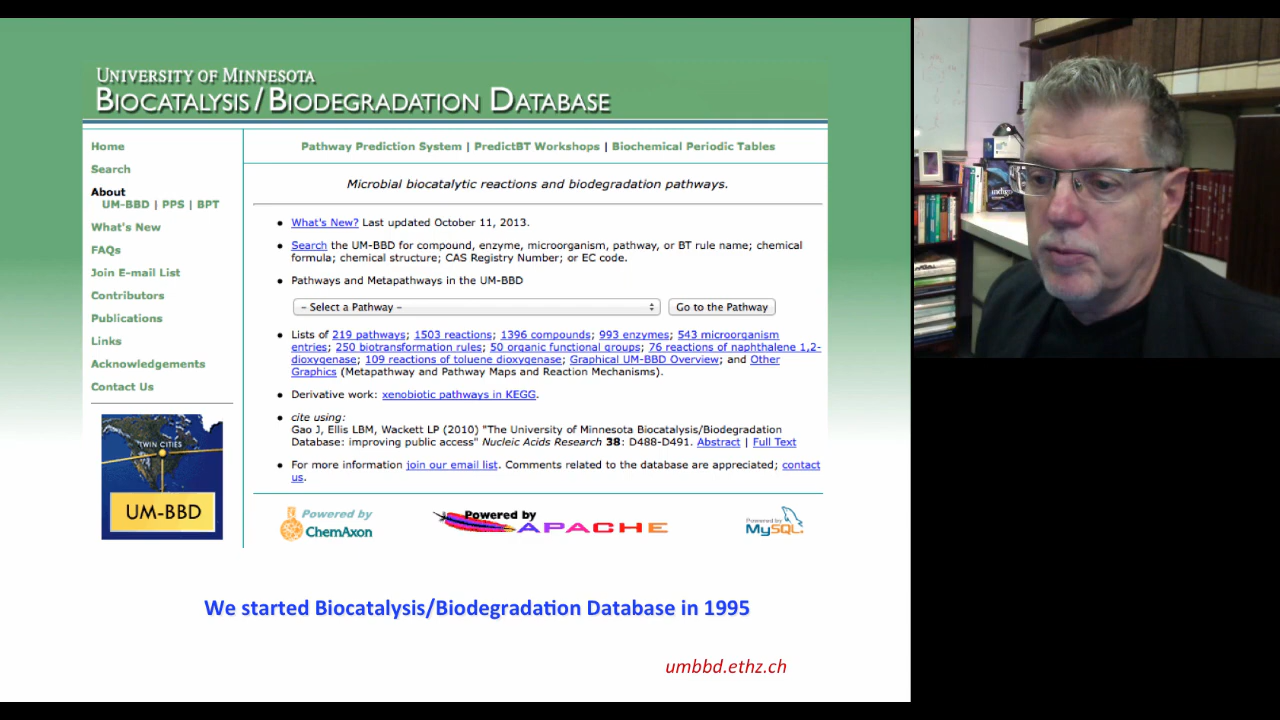 UNIVERSITY OF MINNESOTA
BIOCATALYSIS/BIODEGRADATION DATABASE
Home
Search
About
UM-BBD | PPS | BPT
What's New
FAQs
Join E-mail List
Contributors
Publications
Links
Acknowledgements
Contact Us
TWIN CITIES
UM-BBD
Pathway Prediction System | PredictBT Workshops | Biochemical Periodic Tables
Microbial biocatalytic reactions and biodegradation pathways.
• What's New? Last updated October 11, 2013.
• Search the UM-BBD for compound, enzyme, microorganism, pathway, or BT rule name; chemical
formula; chemical structure; CAS Registry Number; or EC code.
• Pathways and Metapathways in the UM-BBD
– Select a Pathway – Go to the Pathway
• Lists of 219 pathways; 1503 reactions; 1396 compounds; 993 enzymes; 543 microorganism
entries; 250 biotransformation rules; 50 organic functional groups; 76 reactions of naphthalene 1,2-
dioxygenase; 109 reactions of toluene dioxygenase; Graphical UM-BBD Overview; and Other
Graphics (Metapathway and Pathway Maps and Reaction Mechanisms).
• Derivative work: xenobiotic pathways in KEGG.
• cite using:
Gao J, Ellis LBM, Wackett LP (2010) "The University of Minnesota Biocatalysis/Biodegradation
Database: improving public access" Nucleic Acids Research 38: D488-D491. Abstract | Full Text
• For more information join our email list. Comments related to the database are appreciated; contact
us.
Powered by
ChemAxon
Powered by
APACHE
Powered by
MySQL
We started Biocatalysis/Biodegradation Database in 1995
umbbd.ethz.ch
indigo